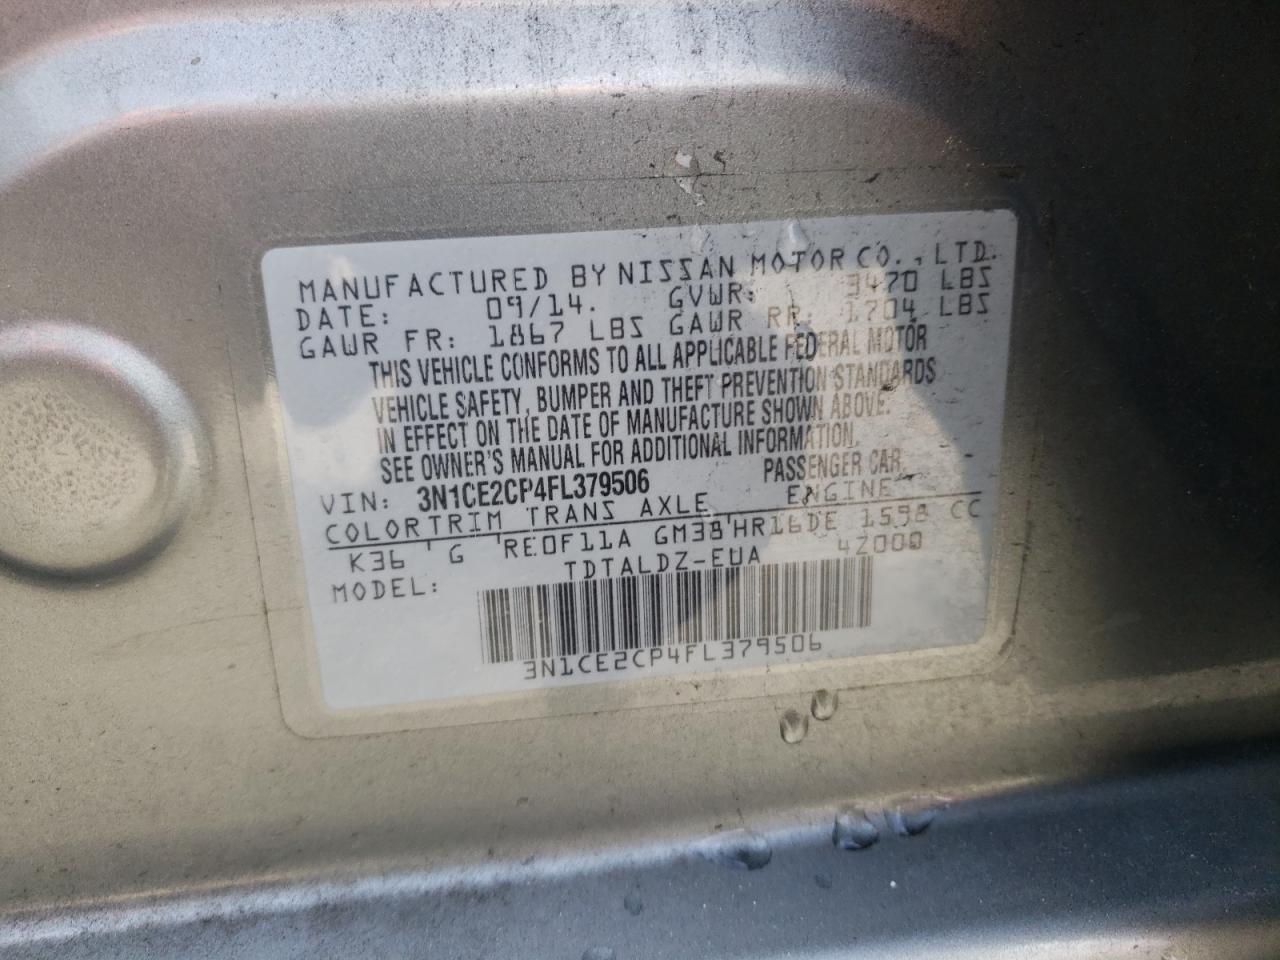 MANUFACTURED BY NISSAN MOTOR CO., LTD.
DATE: 09/14. GVWR: 3470 LBS
GAWR FR: 1867 LBS GAWR RR: 1704 LBS
THIS VEHICLE CONFORMS TO ALL APPLICABLE FEDERAL MOTOR
VEHICLE SAFETY, BUMPER AND THEFT PREVENTION STANDARDS
IN EFFECT ON THE DATE OF MANUFACTURE SHOWN ABOVE.
SEE OWNER'S MANUAL FOR ADDITIONAL INFORMATION.
VIN: 3N1CE2CP4FL379506 PASSENGER CAR
COLOR TRIM TRANS AXLE ENGINE
K36 ' G ' RE0F11A GM38 ' HR16DE 1598 CC
MODEL: TDTALDZ-EUA 4Z000
3N1CE2CP4FL379506